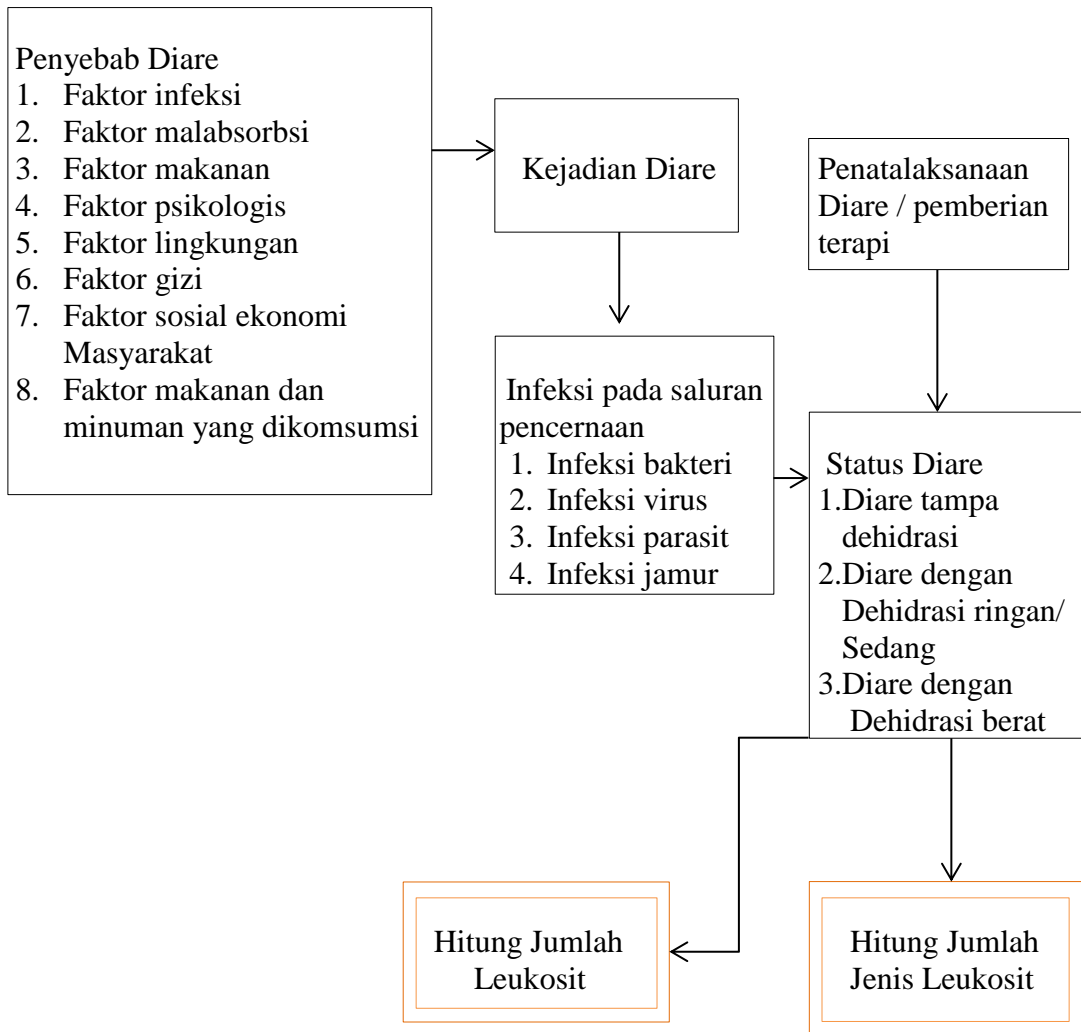 Penyebab Diare
1. Faktor infeksi
2. Faktor malabsorbsi
3. Faktor makanan
4. Faktor psikologis
5. Faktor lingkungan
6. Faktor gizi
7. Faktor sosial ekonomi
Masyarakat
8. Faktor makanan dan
minuman yang dikomsumsi
Kejadian Diare
Penatalaksanaan
Diare / pemberian
terapi
Infeksi pada saluran
pencernaan
1. Infeksi bakteri
2. Infeksi virus
3. Infeksi parasit
4. Infeksi jamur
Status Diare
1.Diare tampa
dehidrasi
2.Diare dengan
Dehidrasi ringan/
Sedang
3.Diare dengan
Dehidrasi berat
Hitung Jumlah
Leukosit
Hitung Jumlah
Jenis Leukosit